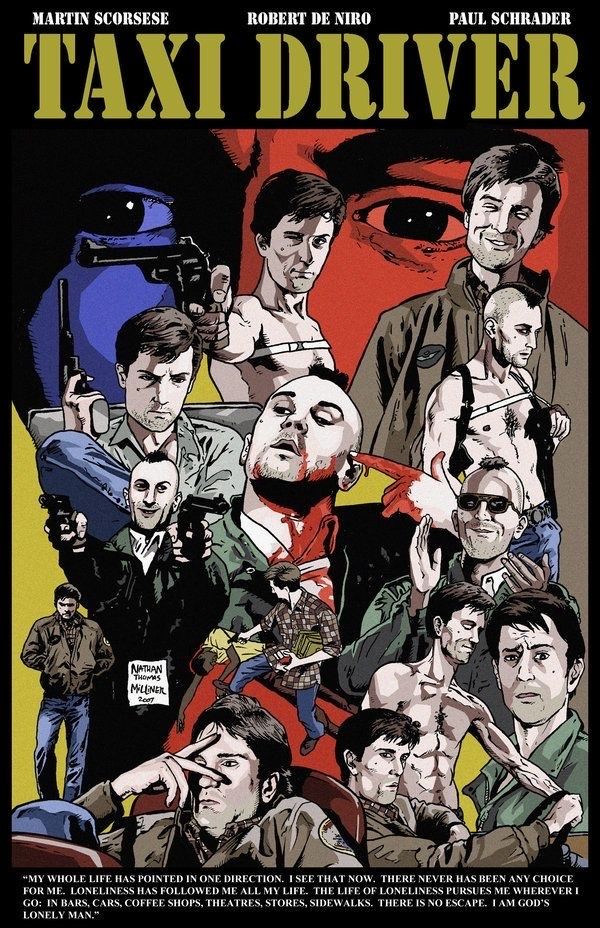 MARTIN SCORSESE ROBERT DE NIRO PAUL SCHRADER
TAXI DRIVER
NATHAN
THOMAS
MILLINER
2007
“MY WHOLE LIFE HAS POINTED IN ONE DIRECTION. I SEE THAT NOW. THERE NEVER HAS BEEN ANY CHOICE
FOR ME. LONELINESS HAS FOLLOWED ME ALL MY LIFE. THE LIFE OF LONELINESS PURSUES ME WHEREVER I
GO: IN BARS, CARS, COFFEE SHOPS, THEATRES, STORES, SIDEWALKS. THERE IS NO ESCAPE. I AM GOD’S
LONELY MAN.”